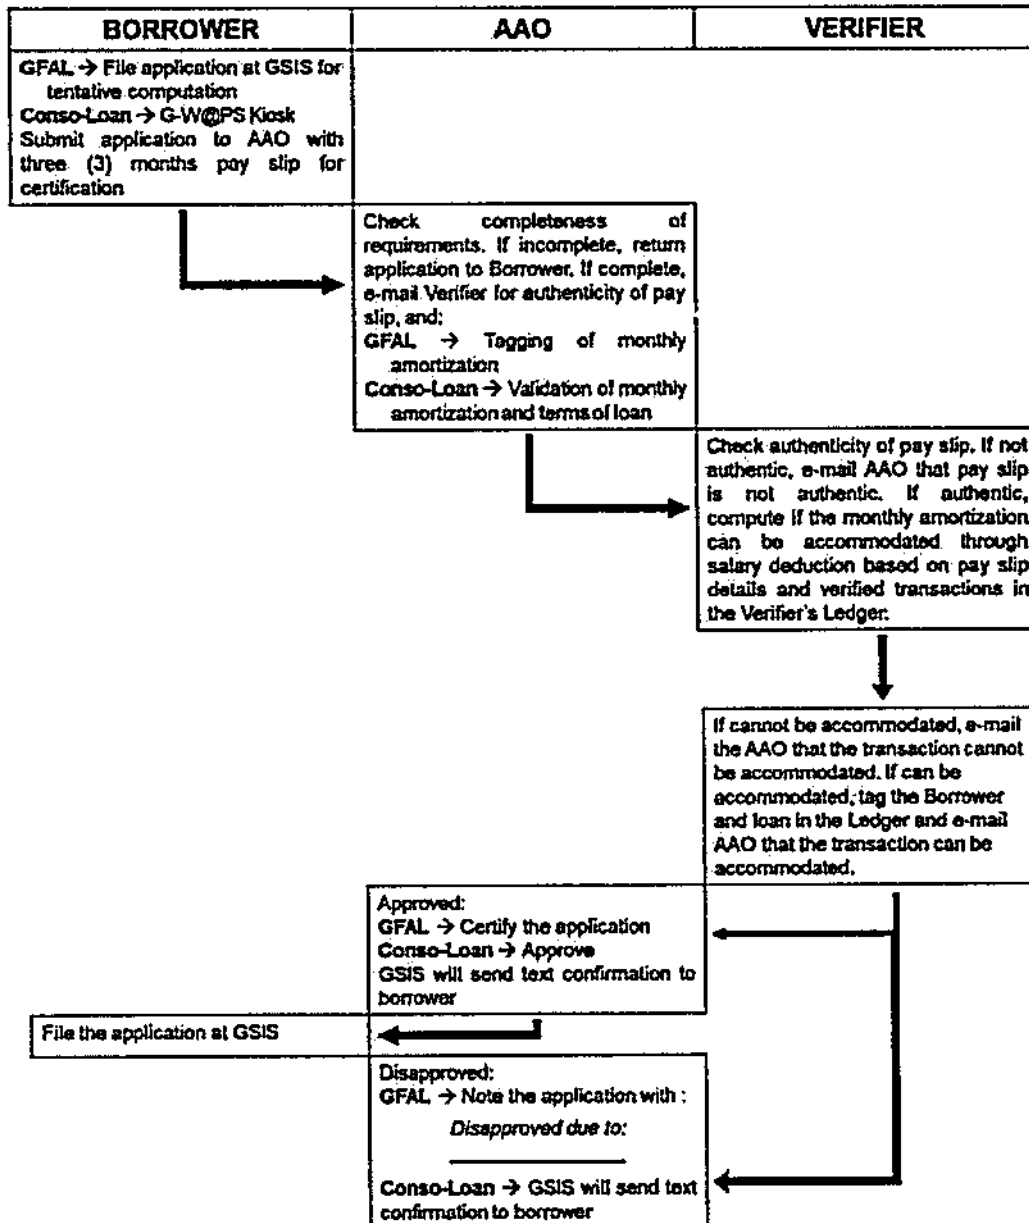 BORROWER
AAO
VERIFIER
GFAL → File application at GSIS for
tentative computation
Conso-Loan → G-W@PS Kiosk
Submit application to AAO with
three (3) months pay slip for
certification
Check completeness of
requirements. If incomplete, return
application to Borrower. If complete,
e-mail Verifier for authenticity of pay
slip, and;
GFAL → Tagging of monthly
amortization
Conso-Loan → Validation of monthly
amortization and terms of loan
Check authenticity of pay slip. If not
authentic, e-mail AAO that pay slip
is not authentic. If authentic,
compute if the monthly amortization
can be accommodated through
salary deduction based on pay slip
details and verified transactions in
the Verifier's Ledger.
If cannot be accommodated, e-mail
the AAO that the transaction cannot
be accommodated. If can be
accommodated, tag the Borrower
and loan in the Ledger and e-mail
AAO that the transaction can be
accommodated.
Approved:
GFAL → Certify the application
Conso-Loan → Approve
GSIS will send text confirmation to
borrower
File the application at GSIS
Disapproved:
GFAL → Note the application with :
Disapproved due to:
Conso-Loan → GSIS will send text
confirmation to borrower